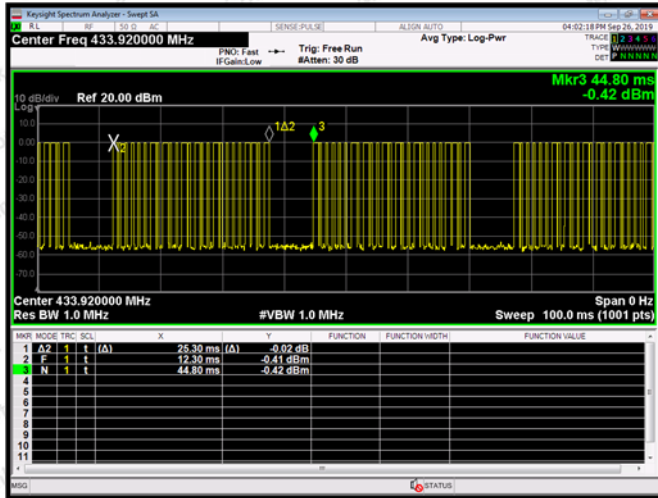 Keysight Spectrum Analyzer - Swept SA
RL RF 50 Ω AC SENSE:PULSE ALIGN AUTO 04:02:18 PM Sep 26, 2019
Center Freq 433.920000 MHz
PNO: Fast
IFGain:Low
Trig: Free Run
#Atten: 30 dB
Avg Type: Log-Pwr
TRACE 1 2 3 4 5 6
TYPE W
DET P N N N N N
Mkr3 44.80 ms
-0.42 dBm
10 dB/div Ref 20.00 dBm
Log
10.0
0.00
-10.0
-20.0
-30.0
-40.0
-50.0
-60.0
-70.0
X2
1Δ2
3
Center 433.920000 MHz Span 0 Hz
Res BW 1.0 MHz #VBW 1.0 MHz Sweep 100.0 ms (1001 pts)
MKR MODE TRC SCL X Y FUNCTION FUNCTION WIDTH FUNCTION VALUE
1 Δ2 1 t (Δ) 25.30 ms (Δ) -0.02 dB
2 F 1 t 12.30 ms -0.41 dBm
3 N 1 t 44.80 ms -0.42 dBm
4
5
6
7
8
9
10
11
MSG STATUS